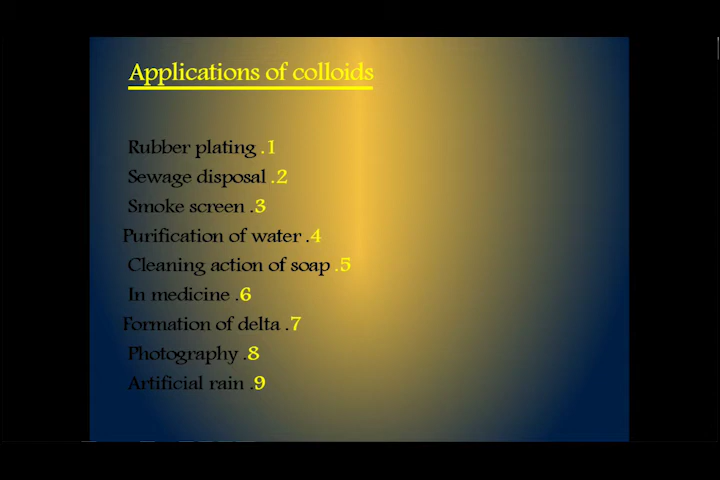 Applications of colloids
Rubber plating .1
Sewage disposal .2
Smoke screen .3
Purification of water .4
Cleaning action of soap .5
In medicine .6
Formation of delta .7
Photography .8
Artificial rain .9